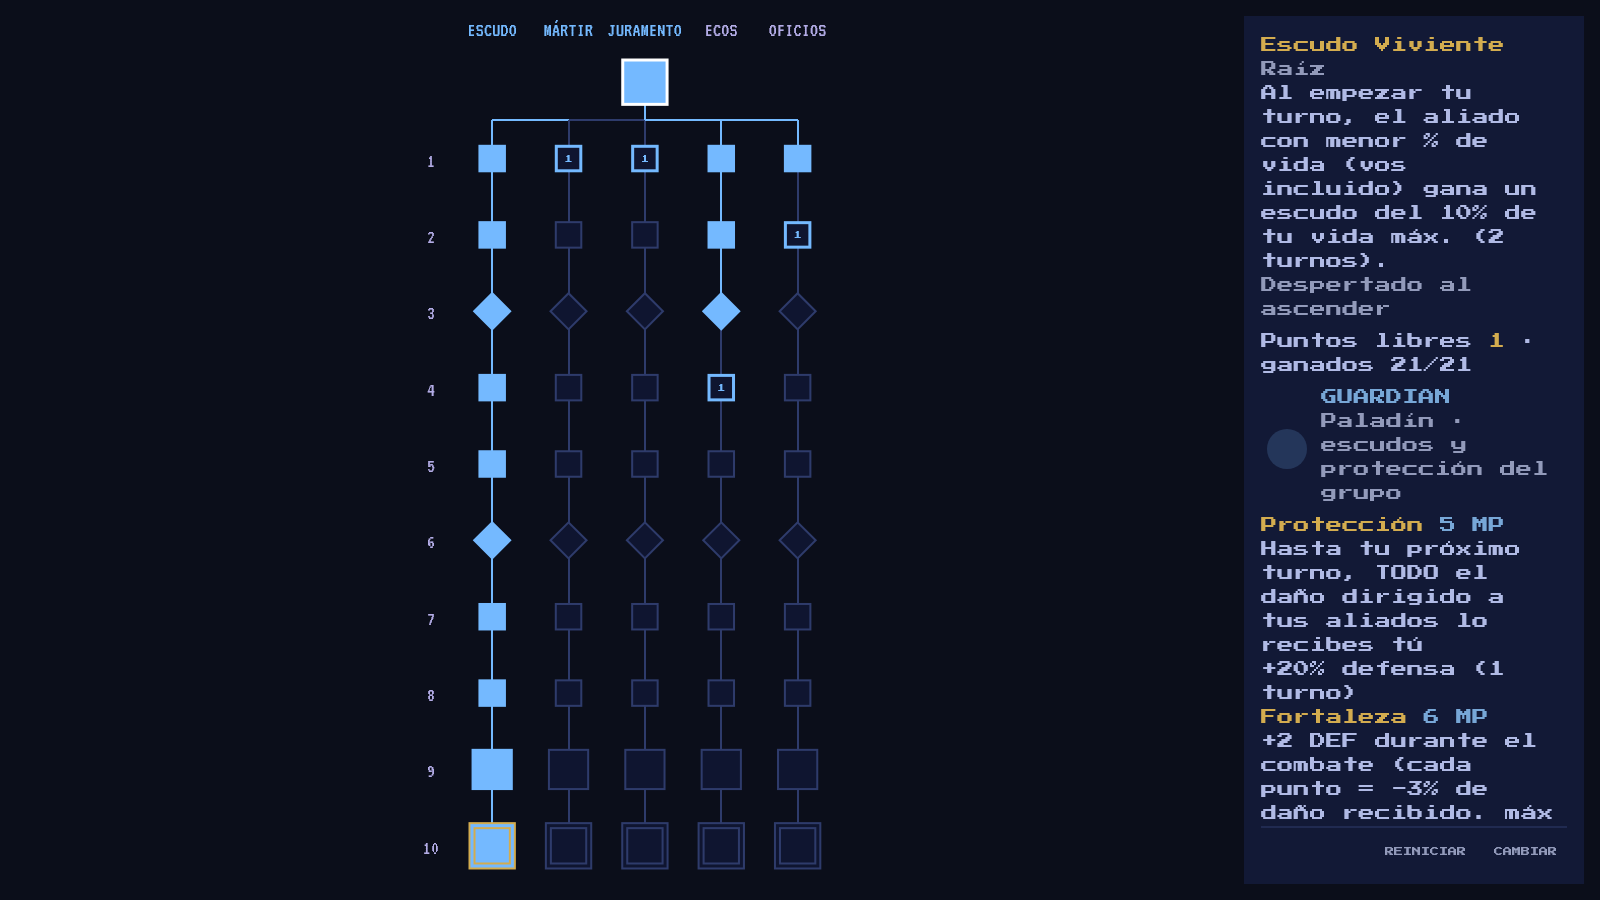 ESCUDO MÁRTIR JURAMENTO ECOS OFICIOS
1 1 1
2 1
3
4 1
5
6
7
8
9
10
Escudo Viviente
Raíz
Al empezar tu
turno, el aliado
con menor % de
vida (vos
incluido) gana un
escudo del 10% de
tu vida máx. (2
turnos).
Despertado al
ascender
Puntos libres 1 ·
ganados 21/21
GUARDIAN
Paladín ·
escudos y
protección del
grupo
Protección 5 MP
Hasta tu próximo
turno, TODO el
daño dirigido a
tus aliados lo
recibes tú
+20% defensa (1
turno)
Fortaleza 6 MP
+2 DEF durante el
combate (cada
punto = -3% de
daño recibido. máx
REINICIAR CAMBIAR